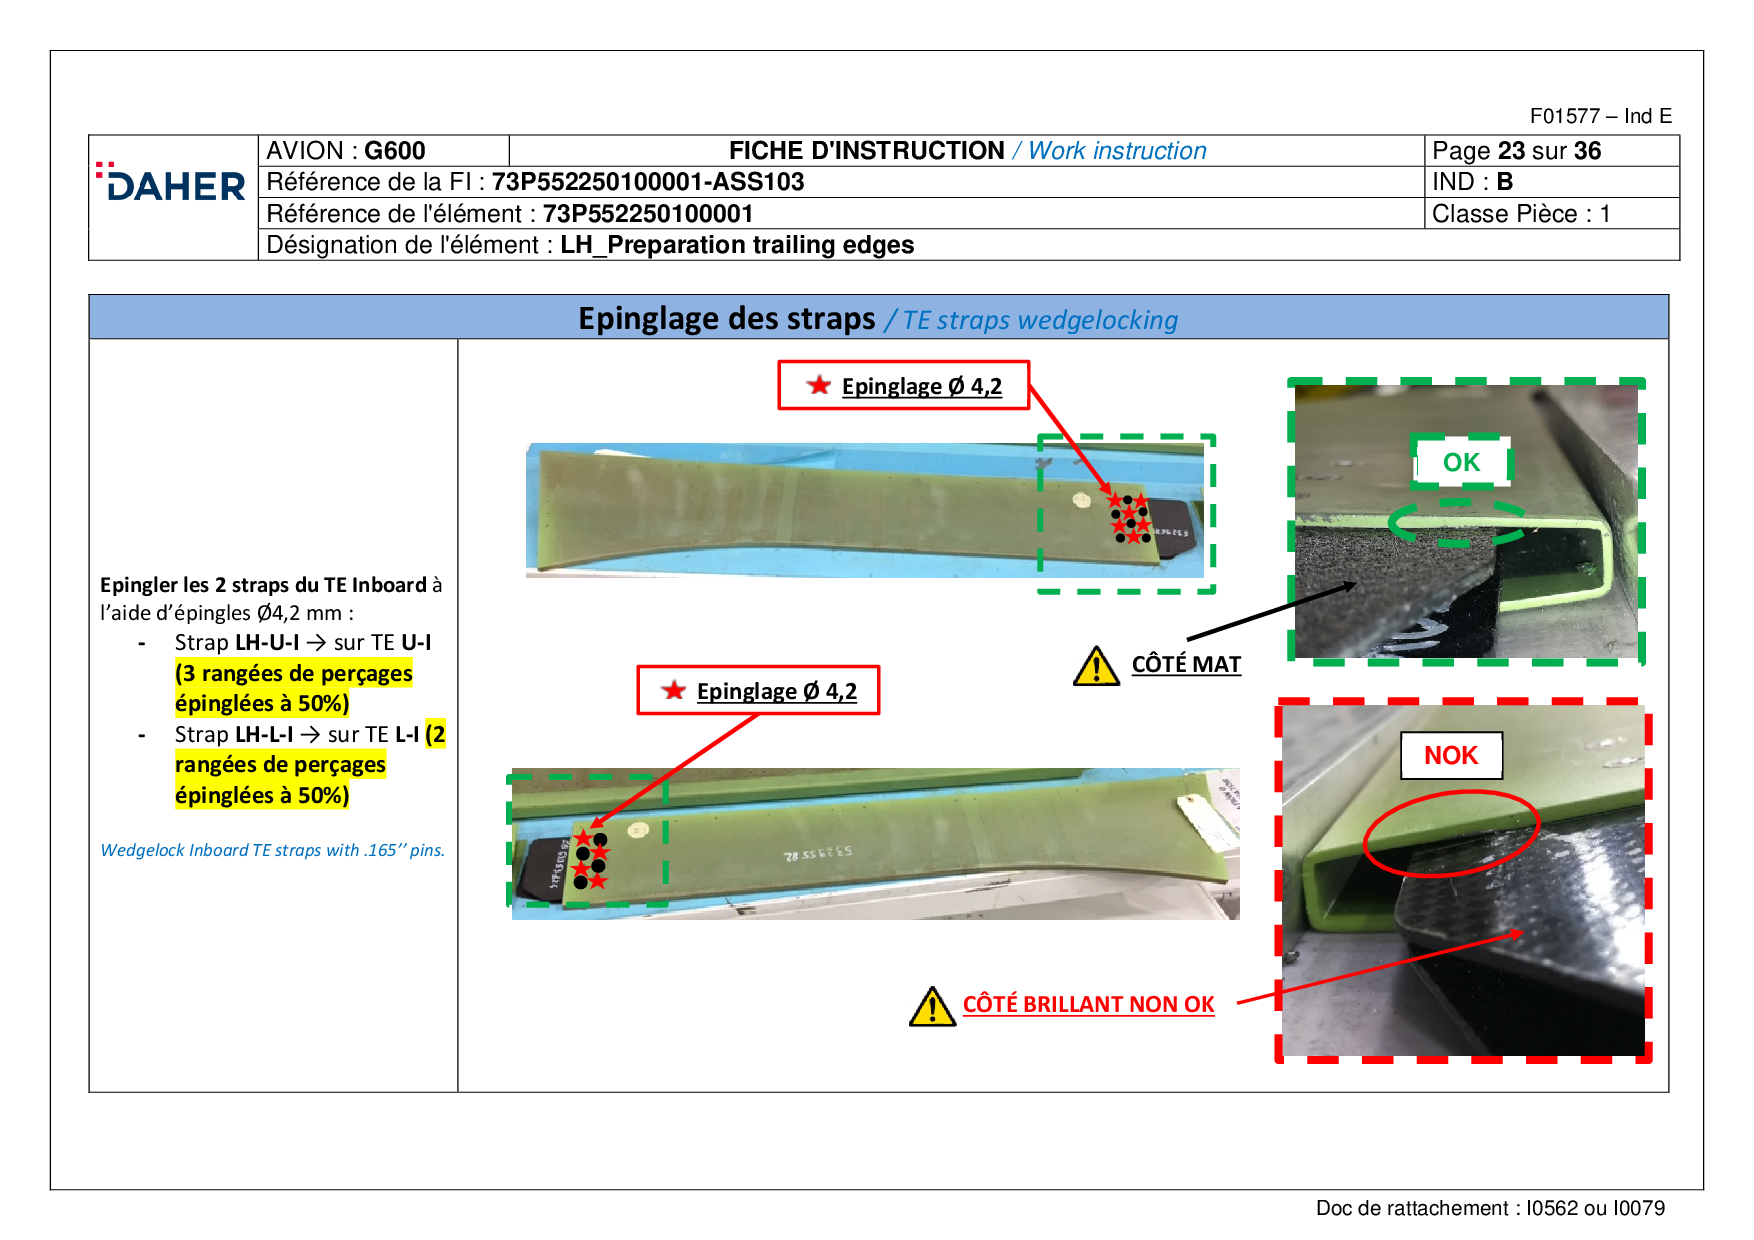 F01577 – Ind E
DAHER
AVION : G600
FICHE D'INSTRUCTION / Work instruction
Page 23 sur 36
Référence de la FI : 73P552250100001-ASS103
IND : B
Référence de l'élément : 73P552250100001
Classe Pièce : 1
Désignation de l'élément : LH_Preparation trailing edges
Epinglage des straps / TE straps wedgelocking
Epingler les 2 straps du TE Inboard à
l'aide d'épingles Ø4,2 mm :
- Strap LH-U-I → sur TE U-I
(3 rangées de perçages
épinglées à 50%)
- Strap LH-L-I → sur TE L-I (2
rangées de perçages
épinglées à 50%)
Wedgelock Inboard TE straps with .165’’ pins.
Epinglage Ø 4,2
OK
CÔTÉ MAT
Epinglage Ø 4,2
NOK
CÔTÉ BRILLANT NON OK
Doc de rattachement : I0562 ou I0079